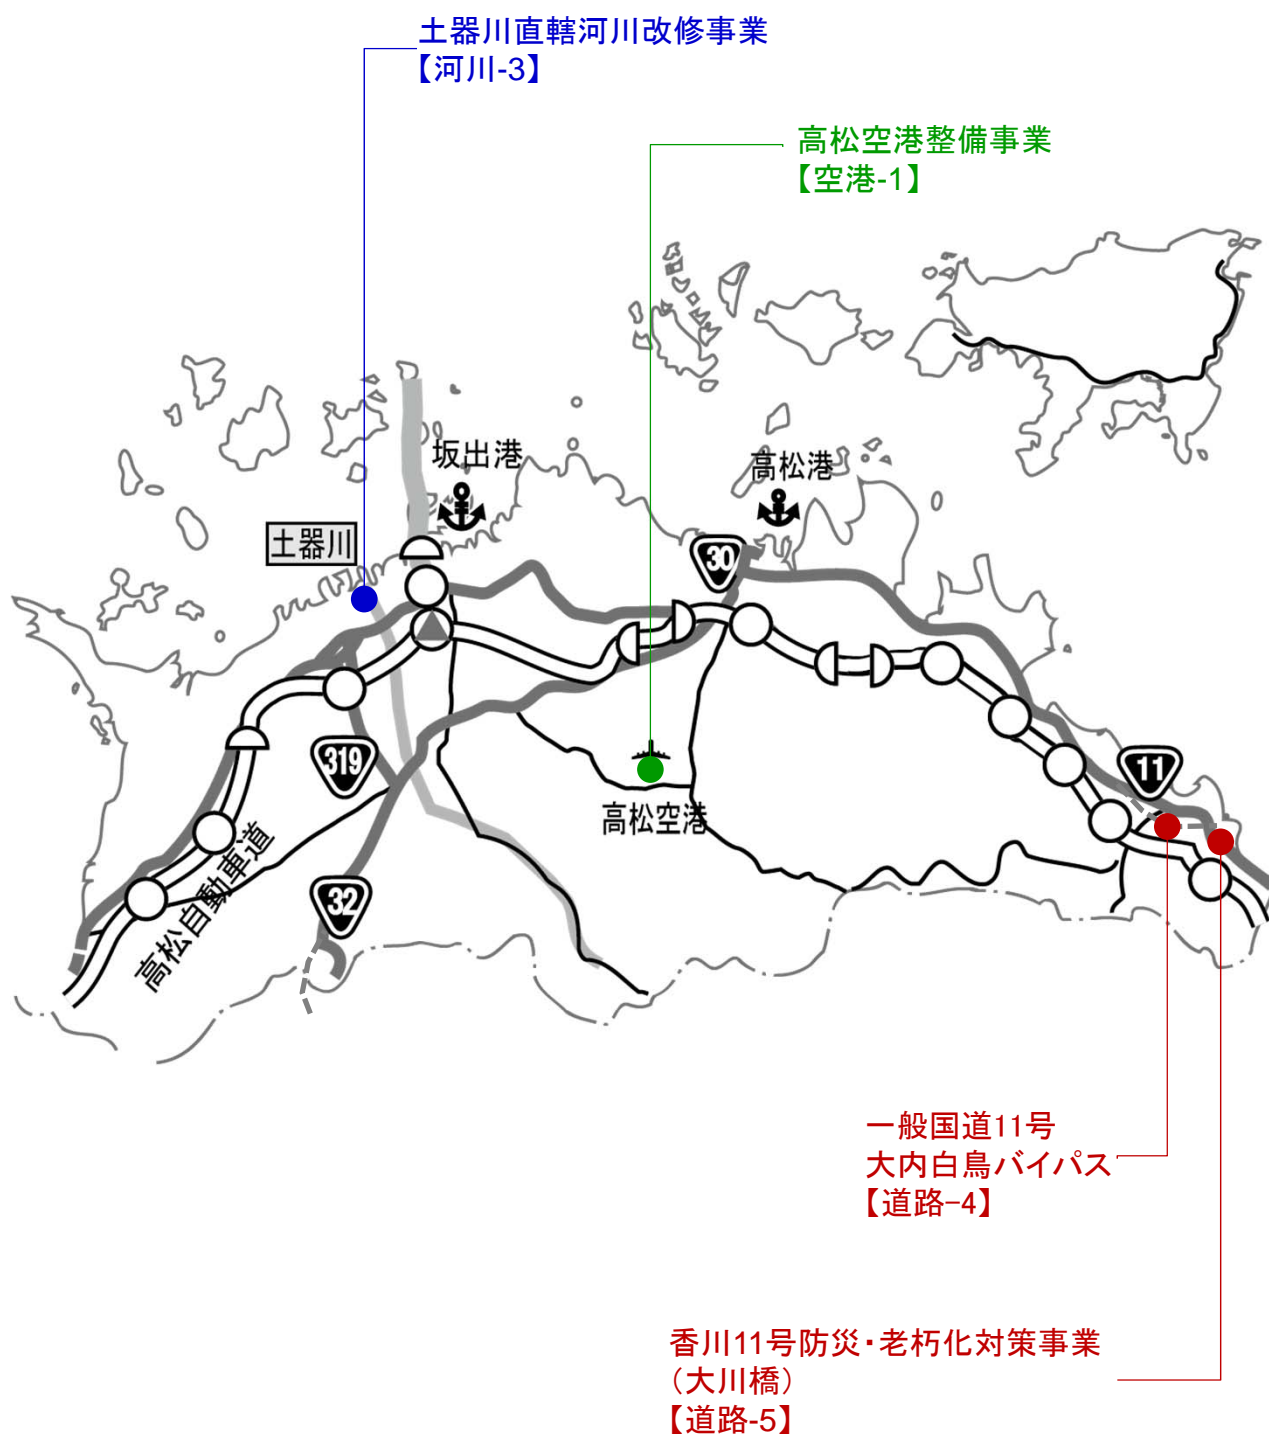 土器川直轄河川改修事業
【河川-3】
高松空港整備事業
【空港-1】
坂出港
高松港
土器川
30
319
11
高松空港
32
高松自動車道
一般国道11号
大内白鳥バイパス
【道路-4】
香川11号防災・老朽化対策事業
（大川橋）
【道路-5】